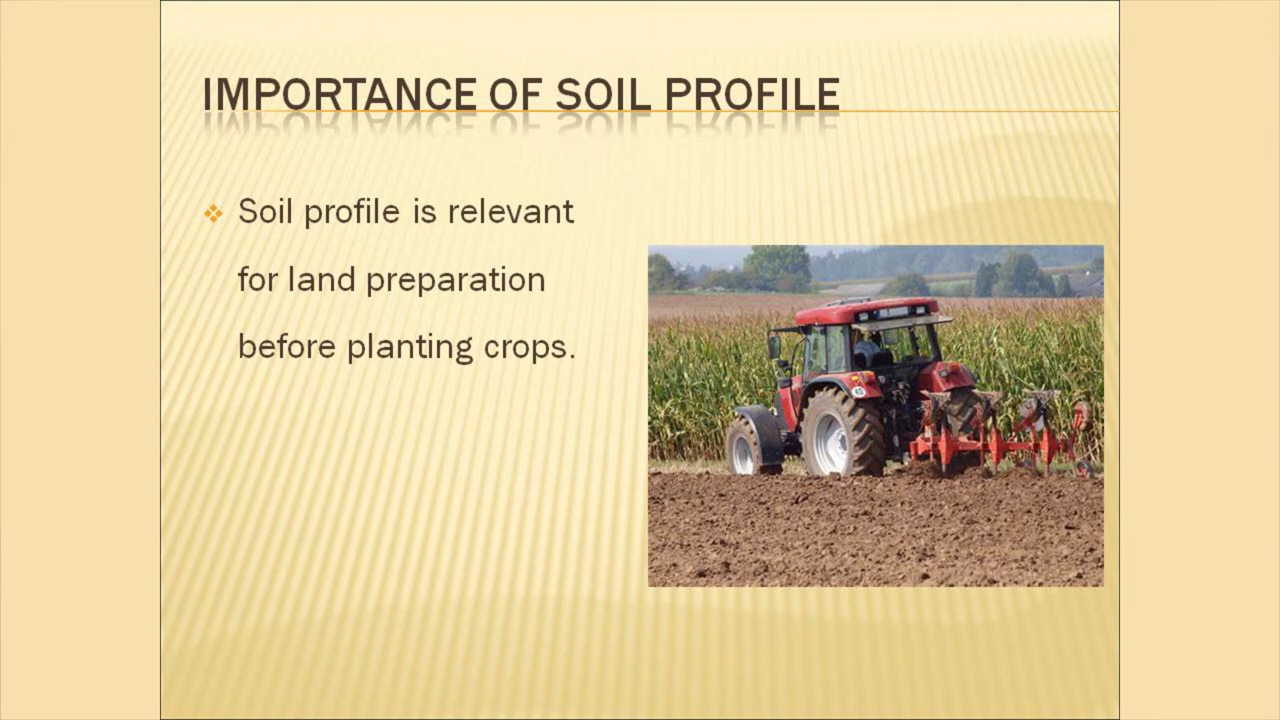 IMPORTANCE OF SOIL PROFILE
Soil profile is relevant
for land preparation
before planting crops.